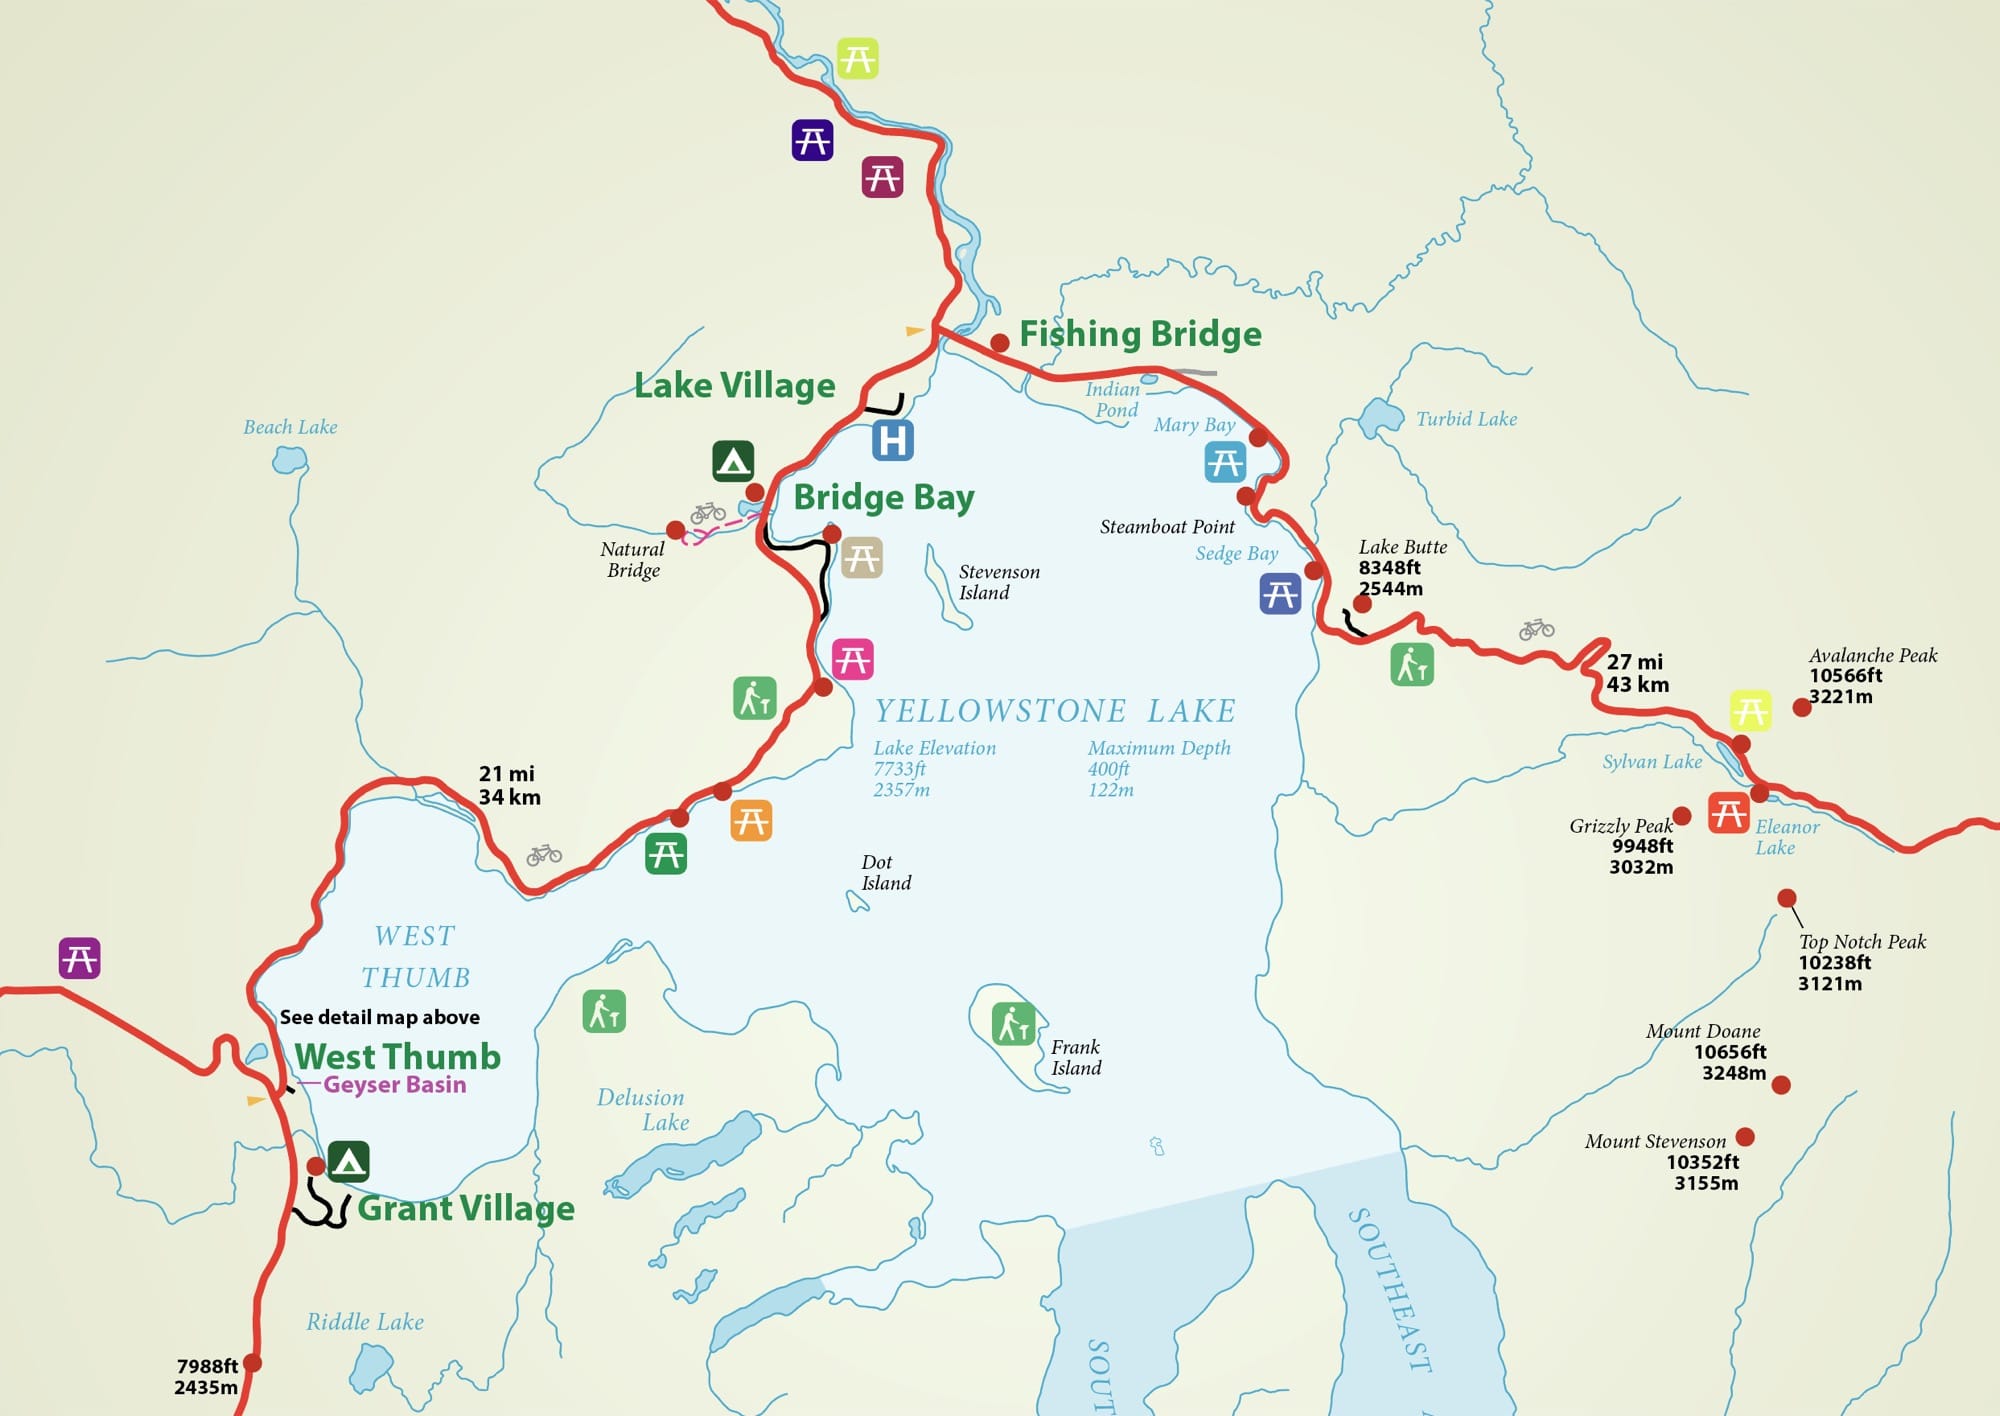 Fishing Bridge
Lake Village
Indian
Pond
Mary Bay
Turbid Lake
Beach Lake
H
Bridge Bay
Steamboat Point
Sedge Bay
Natural
Bridge
Stevenson
Island
Lake Butte
8348ft
2544m
27 mi
43 km
Avalanche Peak
10566ft
3221m
YELLOWSTONE LAKE
Lake Elevation
7733ft
2357m
Maximum Depth
400ft
122m
Sylvan Lake
21 mi
34 km
Grizzly Peak
9948ft
3032m
Eleanor
Lake
Dot
Island
WEST
THUMB
Top Notch Peak
10238ft
3121m
See detail map above
West Thumb
Geyser Basin
Frank
Island
Mount Doane
10656ft
3248m
Delusion
Lake
Mount Stevenson
10352ft
3155m
Grant Village
SOUTHEAST
Riddle Lake
SOUT
7988ft
2435m